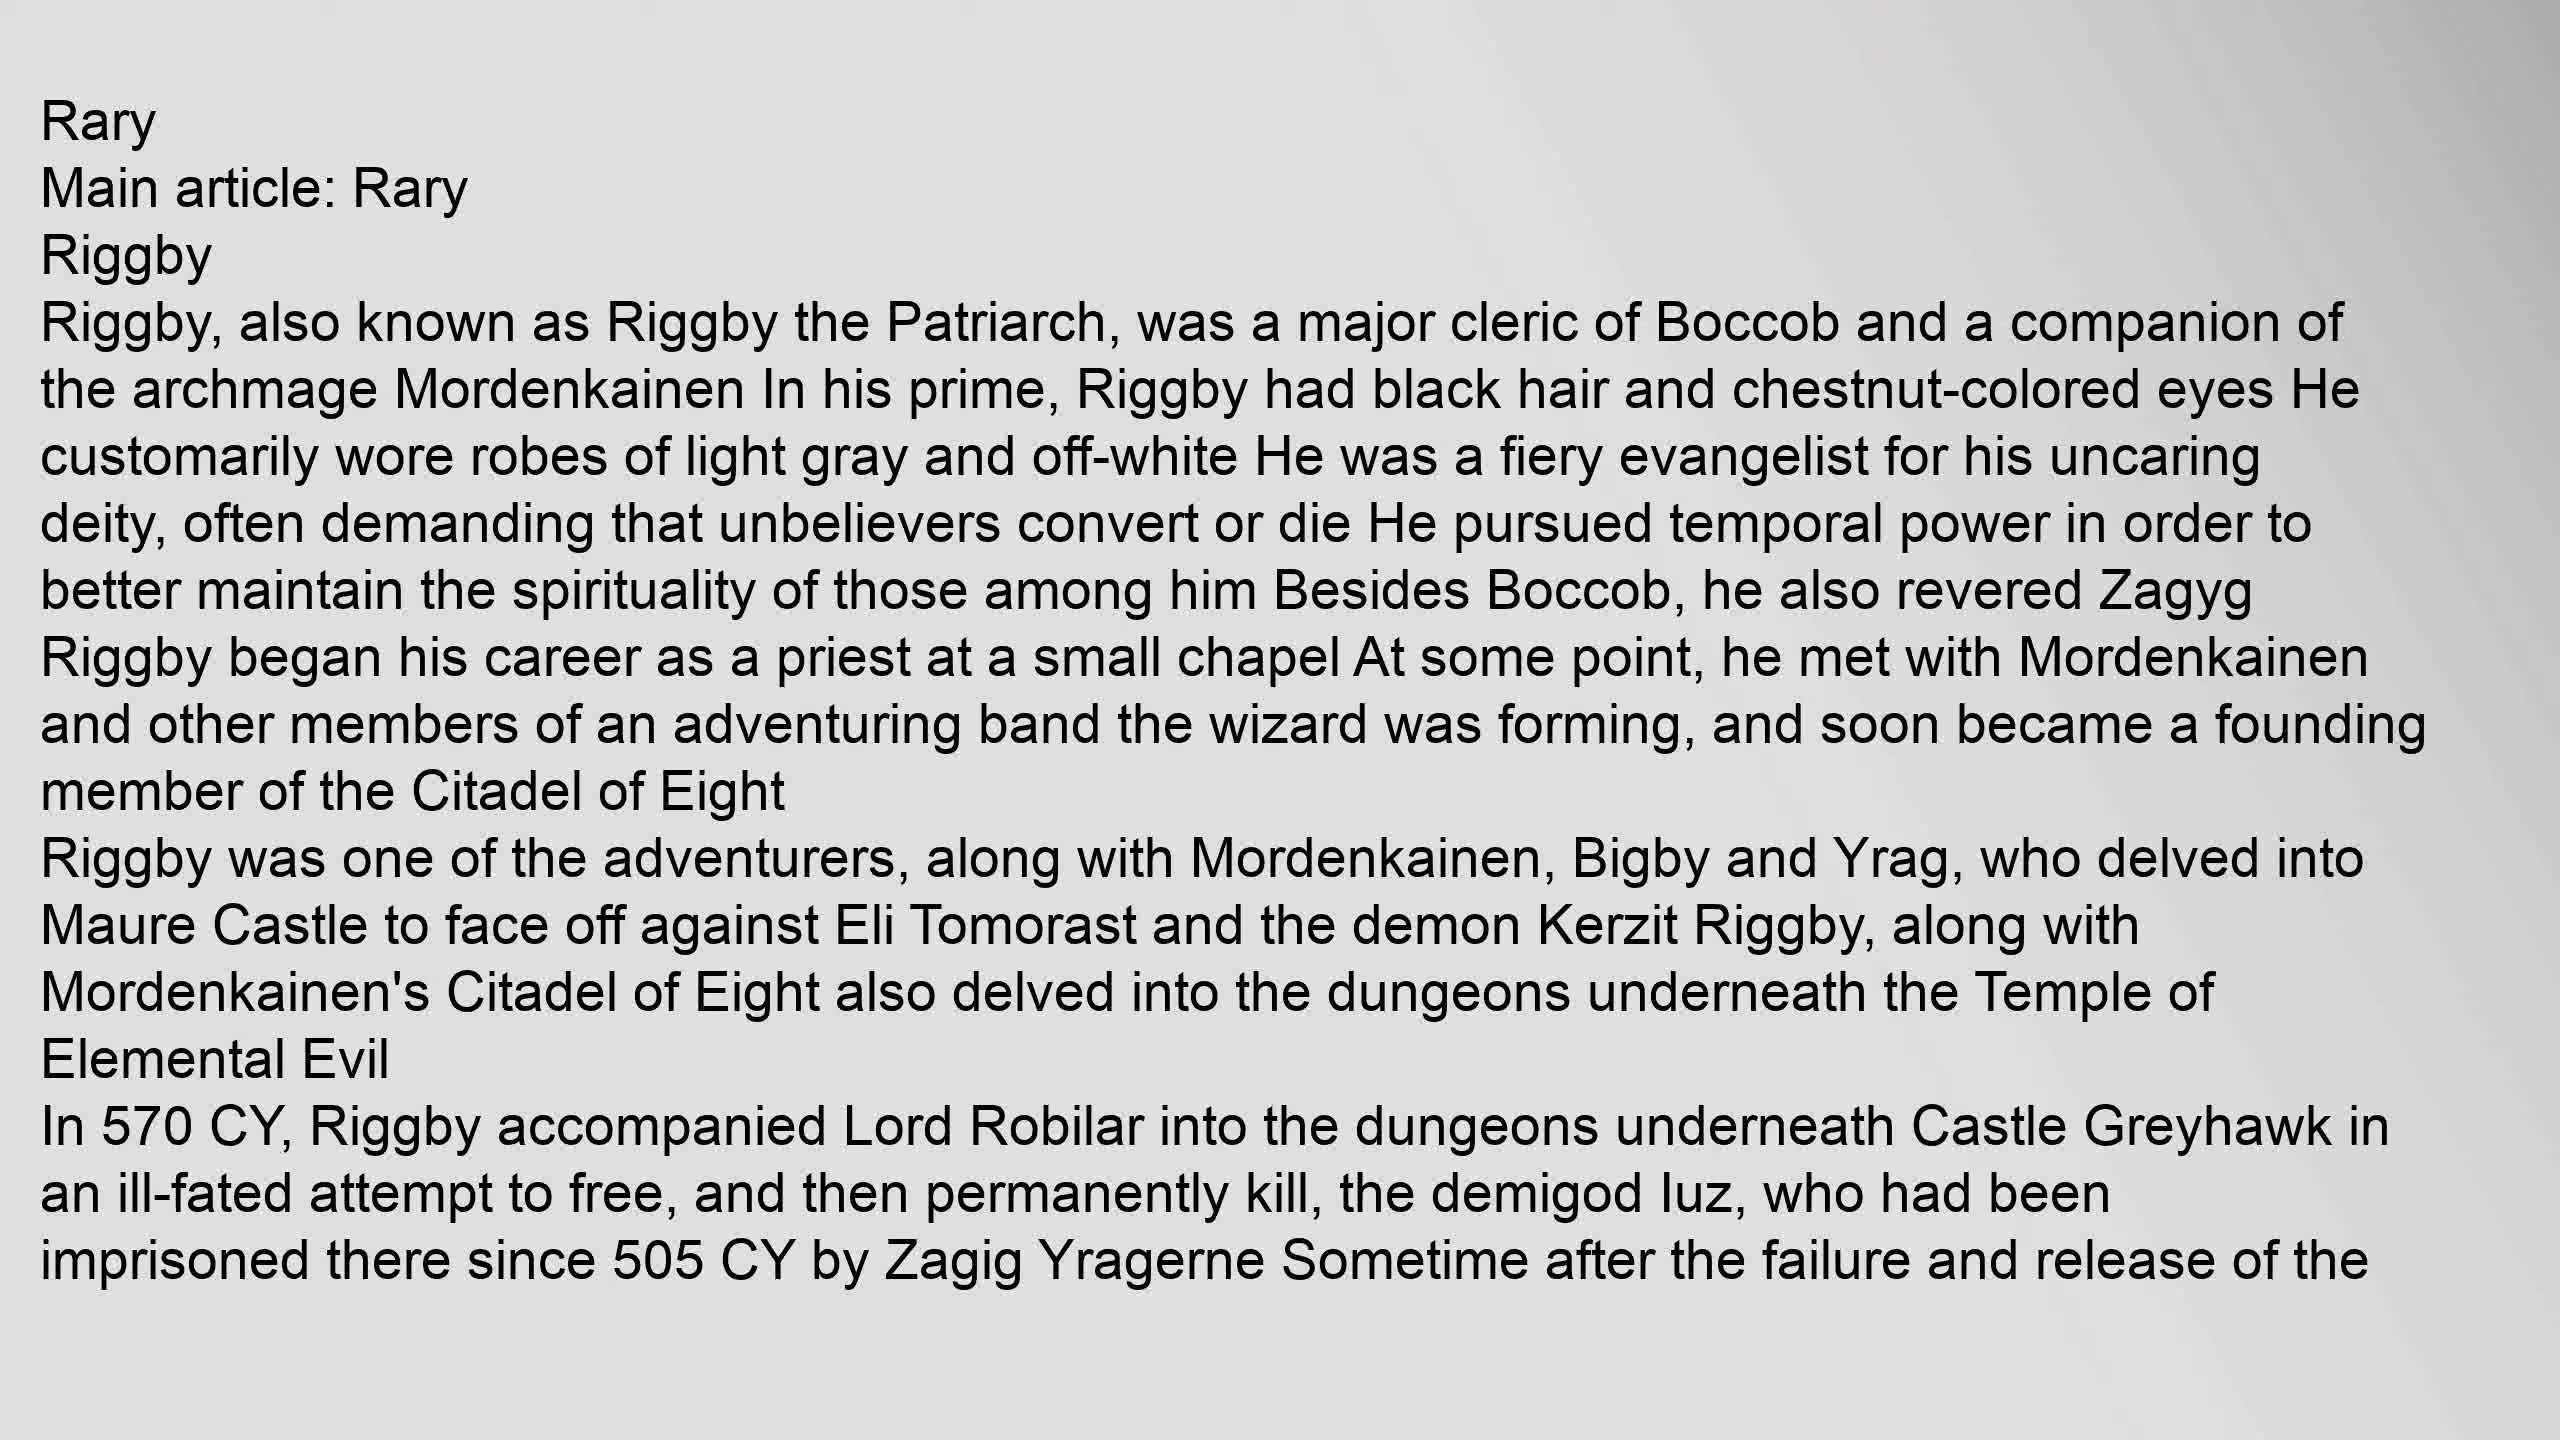 Rary
Main article: Rary
Riggby
Riggby, also known as Riggby the Patriarch, was a major cleric of Boccob and a companion of
the archmage Mordenkainen In his prime, Riggby had black hair and chestnut-colored eyes He
customarily wore robes of light gray and off-white He was a fiery evangelist for his uncaring
deity, often demanding that unbelievers convert or die He pursued temporal power in order to
better maintain the spirituality of those among him Besides Boccob, he also revered Zagyg
Riggby began his career as a priest at a small chapel At some point, he met with Mordenkainen
and other members of an adventuring band the wizard was forming, and soon became a founding
member of the Citadel of Eight
Riggby was one of the adventurers, along with Mordenkainen, Bigby and Yrag, who delved into
Maure Castle to face off against Eli Tomorast and the demon Kerzit Riggby, along with
Mordenkainen's Citadel of Eight also delved into the dungeons underneath the Temple of
Elemental Evil
In 570 CY, Riggby accompanied Lord Robilar into the dungeons underneath Castle Greyhawk in
an ill-fated attempt to free, and then permanently kill, the demigod Iuz, who had been
imprisoned there since 505 CY by Zagig Yragerne Sometime after the failure and release of the